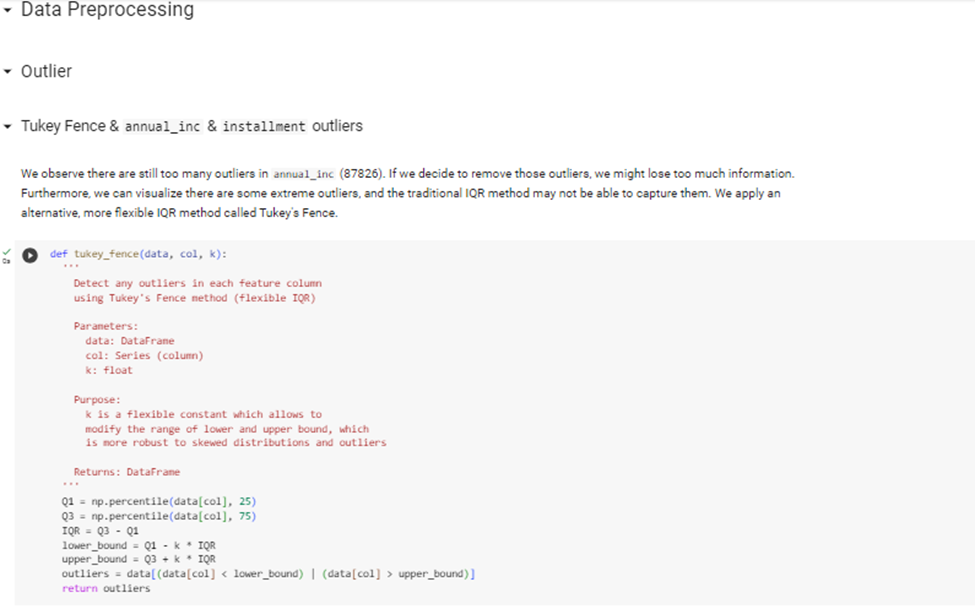 Data Preprocessing
Outlier
Tukey Fence & annual_inc & installment outliers
We observe there are still too many outliers in annual_inc (87826). If we decide to remove those outliers, we might lose too much information.
Furthermore, we can visualize there are some extreme outliers, and the traditional IQR method may not be able to capture them. We apply an
alternative, more flexible IQR method called Tukey's Fence.
0s
def tukey_fence(data, col, k):
'''
Detect any outliers in each feature column
using Tukey's Fence method (flexible IQR)
Parameters:
data: DataFrame
col: Series (column)
k: float
Purpose:
k is a flexible constant which allows to
modify the range of lower and upper bound, which
is more robust to skewed distributions and outliers
Returns: DataFrame
'''
Q1 = np.percentile(data[col], 25)
Q3 = np.percentile(data[col], 75)
IQR = Q3 - Q1
lower_bound = Q1 - k * IQR
upper_bound = Q3 + k * IQR
outliers = data[(data[col] < lower_bound) | (data[col] > upper_bound)]
return outliers